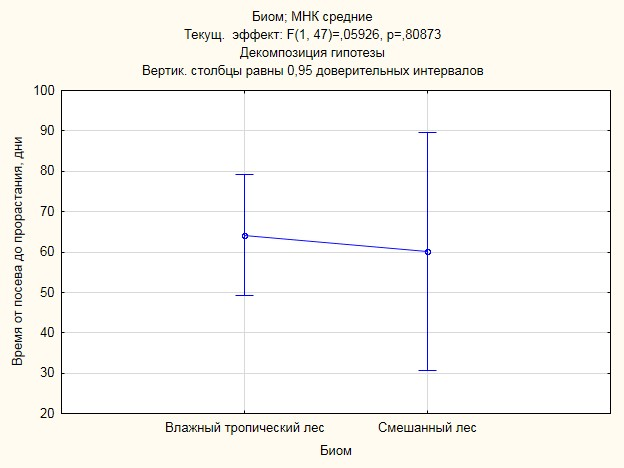 Биом; МНК средние
Текущ.  эффект: F(1, 47)=,05926, p=,80873
Декомпозиция гипотезы
Вертик. столбцы равны 0,95 доверительных интервалов
Время от посева до прорастания, дни
100
90
80
70
60
50
40
30
20
Влажный тропический лес Смешанный лес
Биом